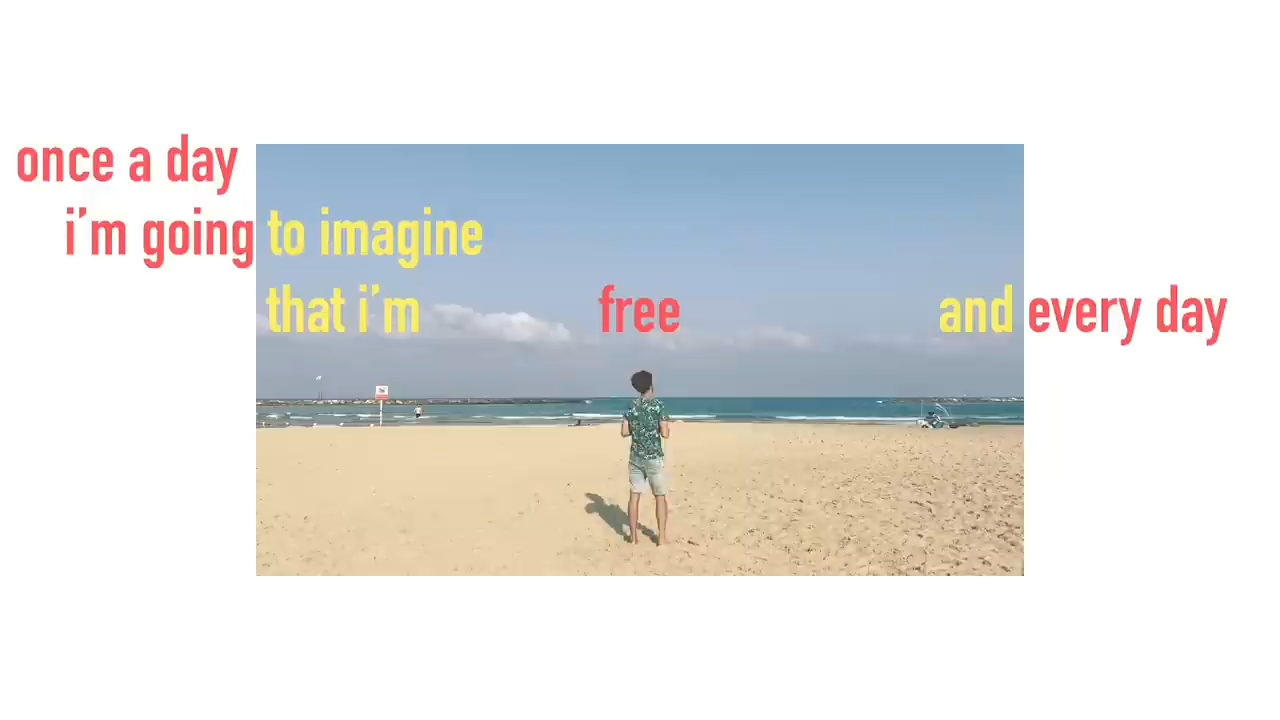 once a day
i'm going to imagine
that i'm free and every day